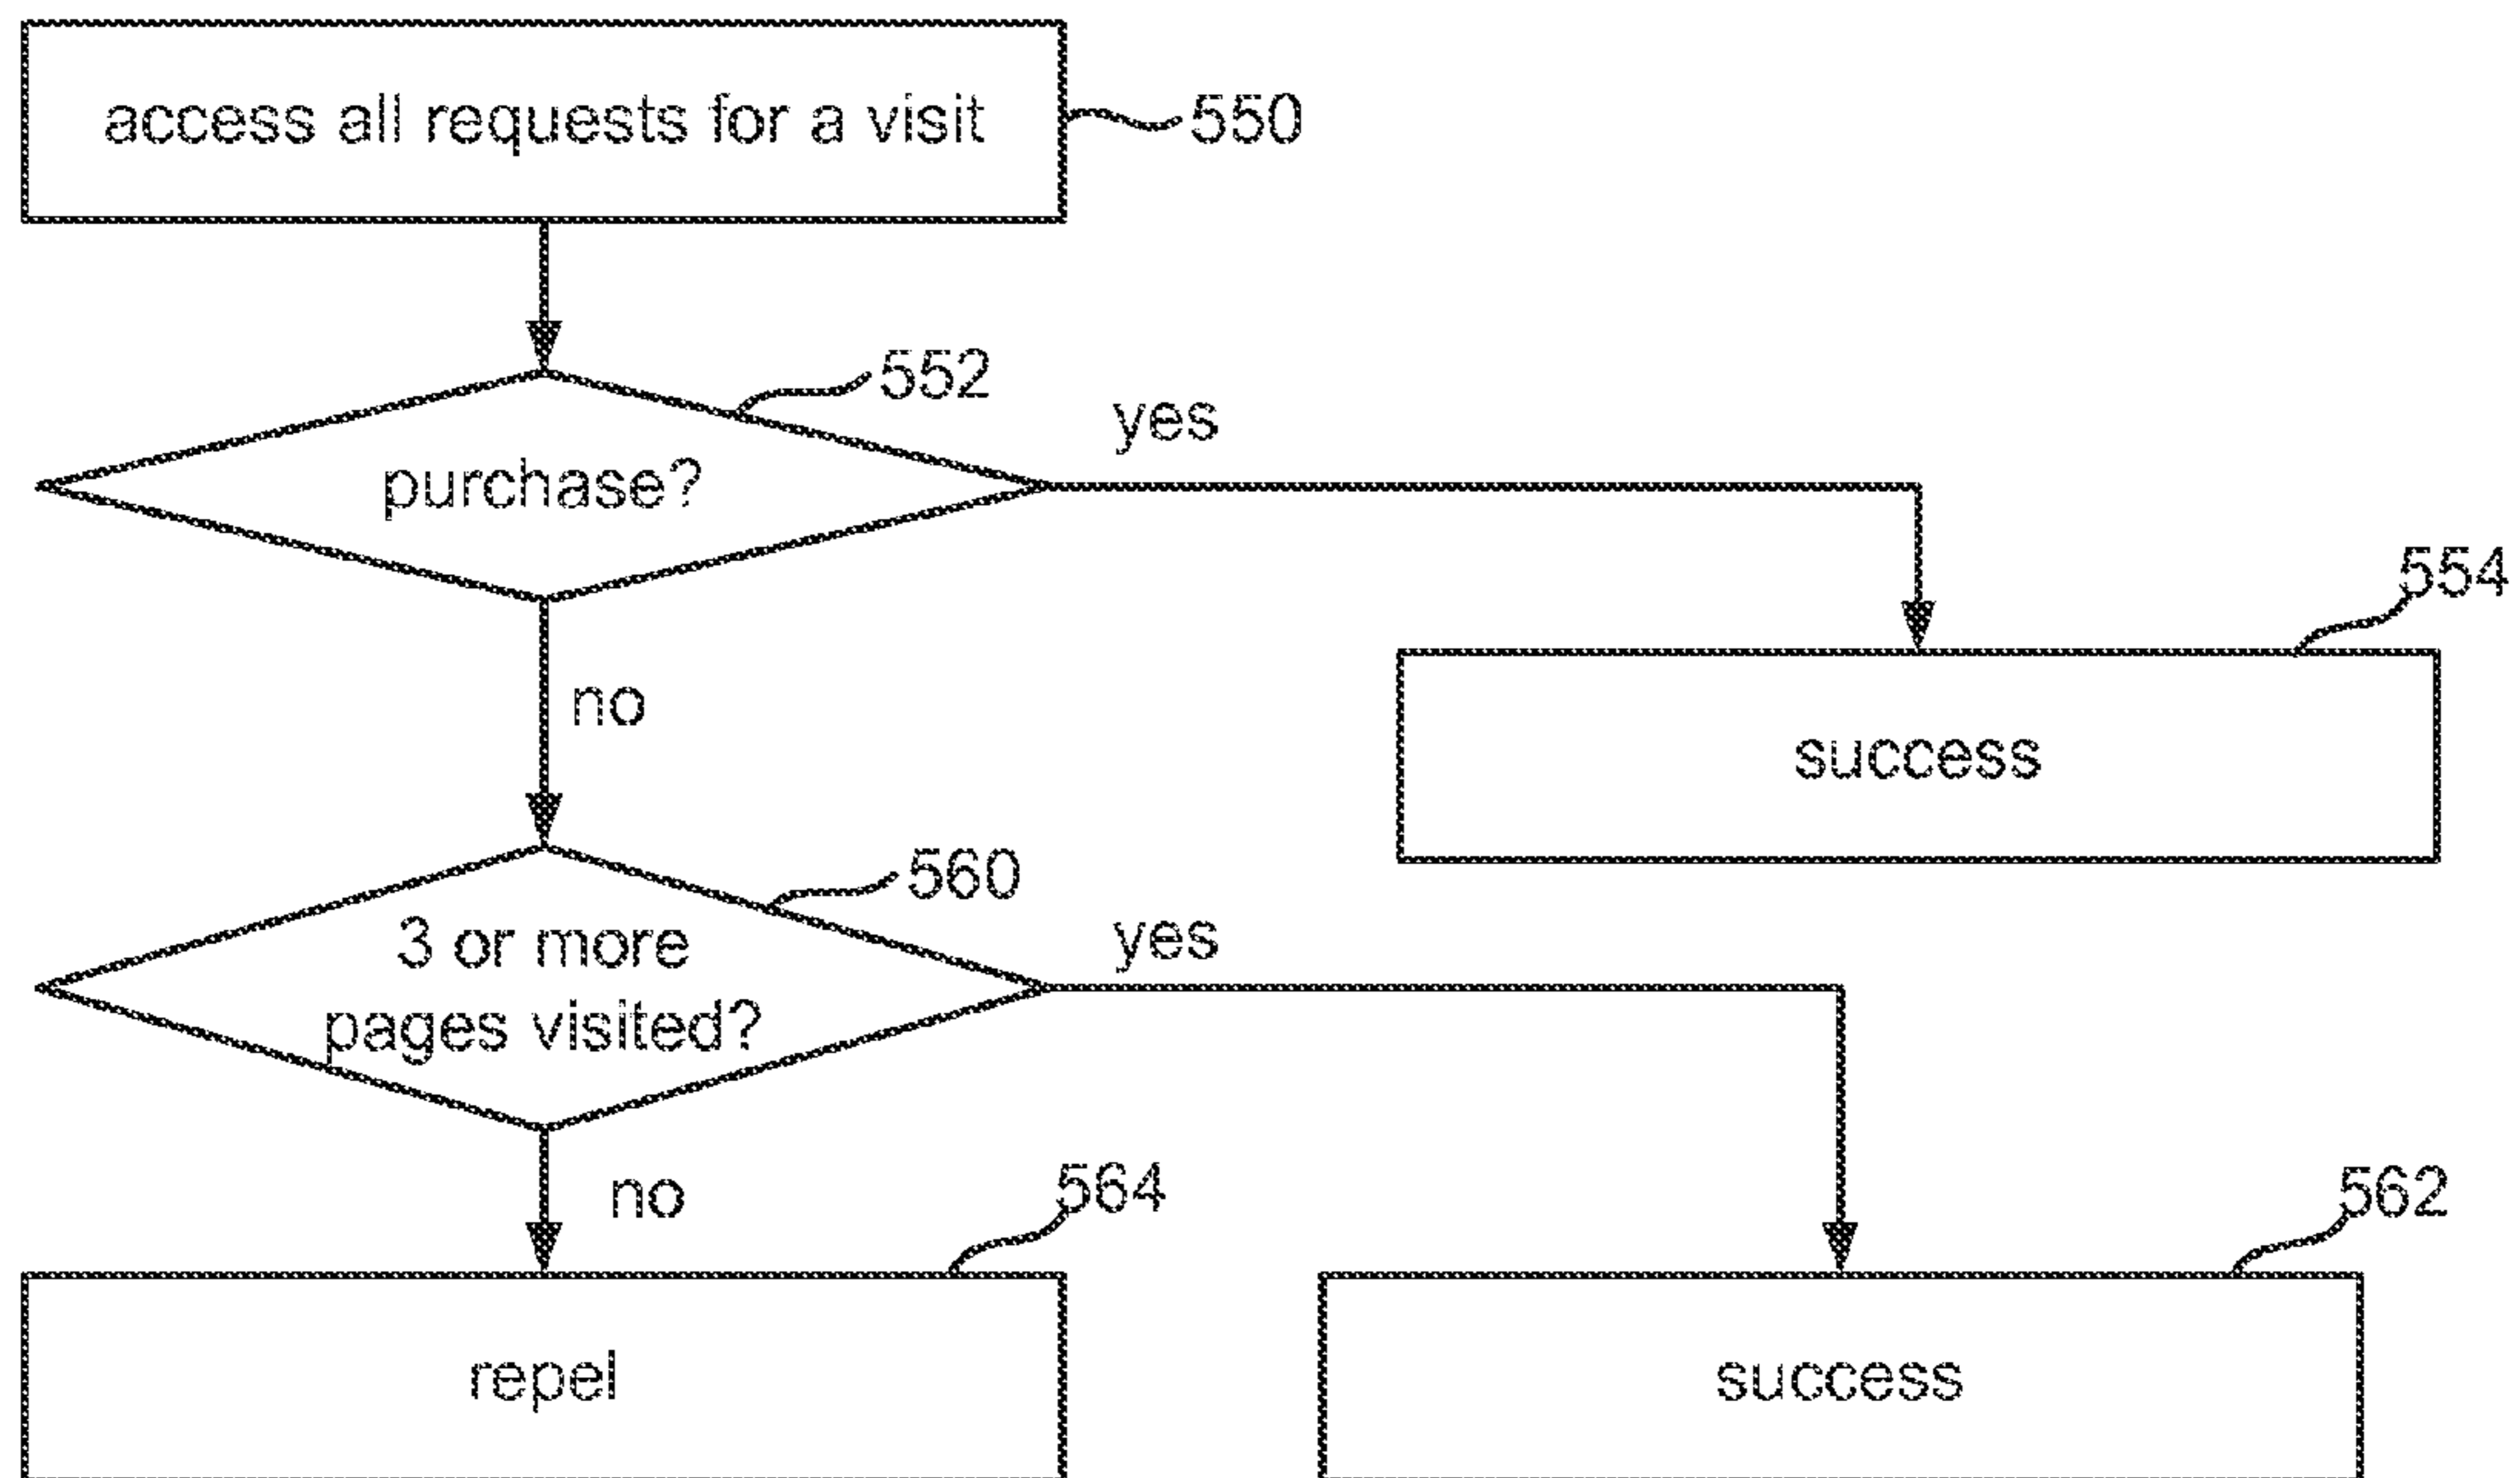 access all requests for a visit
550
552
purchase?
yes
554
no
success
560
3 or more
pages visited?
yes
no
564
562
repel
success